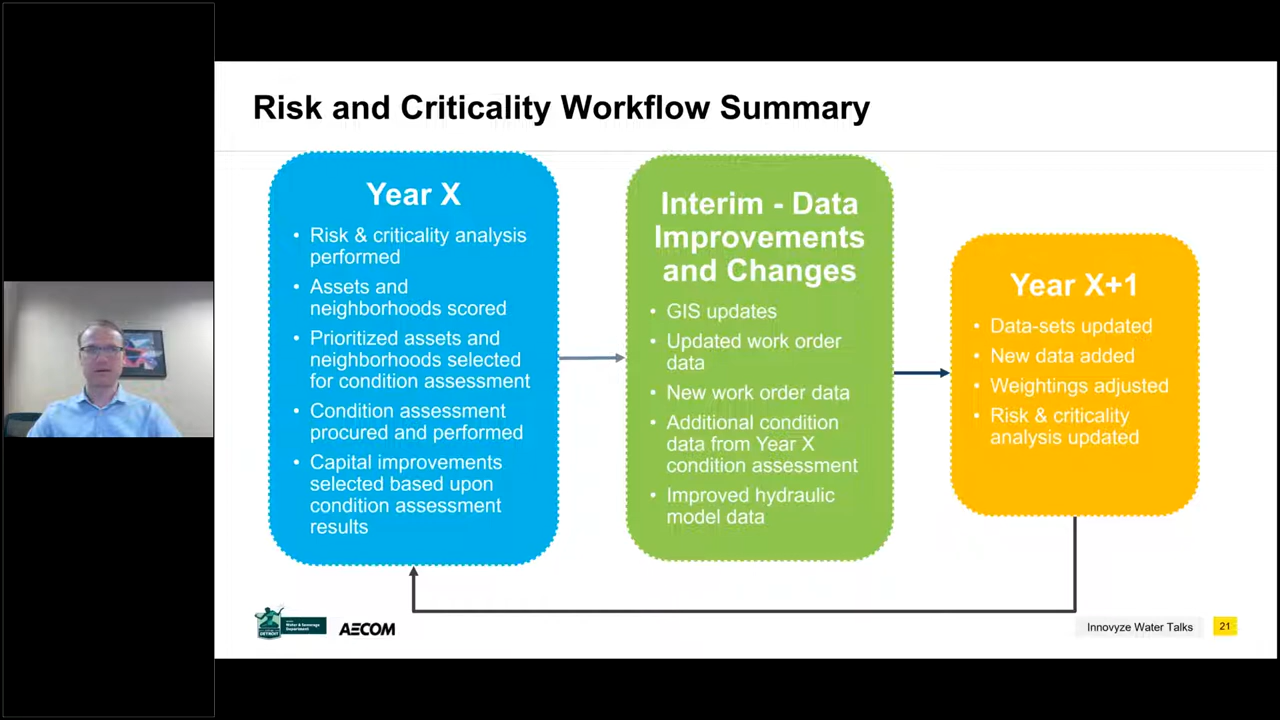 Risk and Criticality Workflow Summary
Year X
• Risk & criticality analysis
performed
• Assets and
neighborhoods scored
• Prioritized assets and
neighborhoods selected
for condition assessment
• Condition assessment
procured and performed
• Capital improvements
selected based upon
condition assessment
results
Interim - Data
Improvements
and Changes
• GIS updates
• Updated work order
data
• New work order data
• Additional condition
data from Year X
condition assessment
• Improved hydraulic
model data
Year X+1
• Data-sets updated
• New data added
• Weightings adjusted
• Risk & criticality
analysis updated
DETROIT
Water & Sewerage
Department
AECOM
Innovyze Water Talks
21